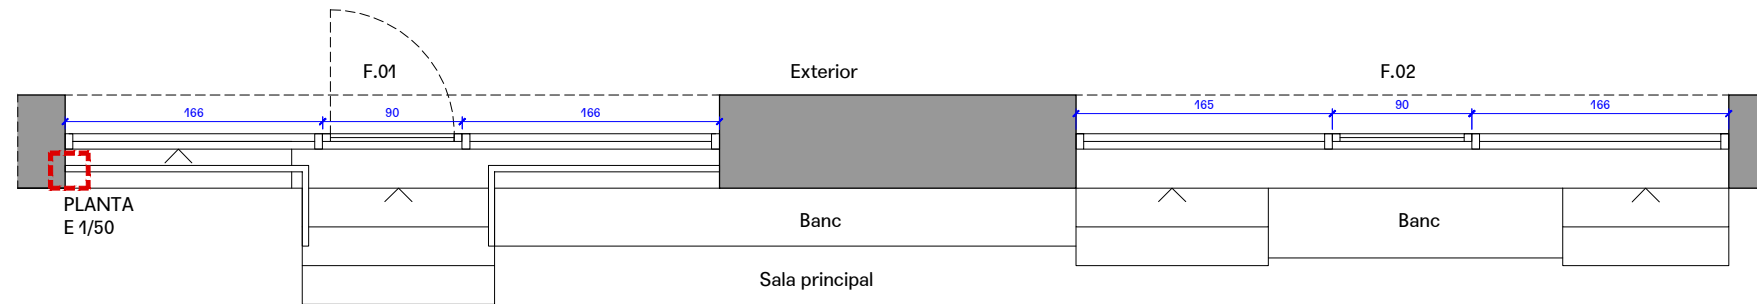 F.01
Exterior
F.02
166
90
166
165
90
166
PLANTA
E 1/50
Banc
Banc
Sala principal